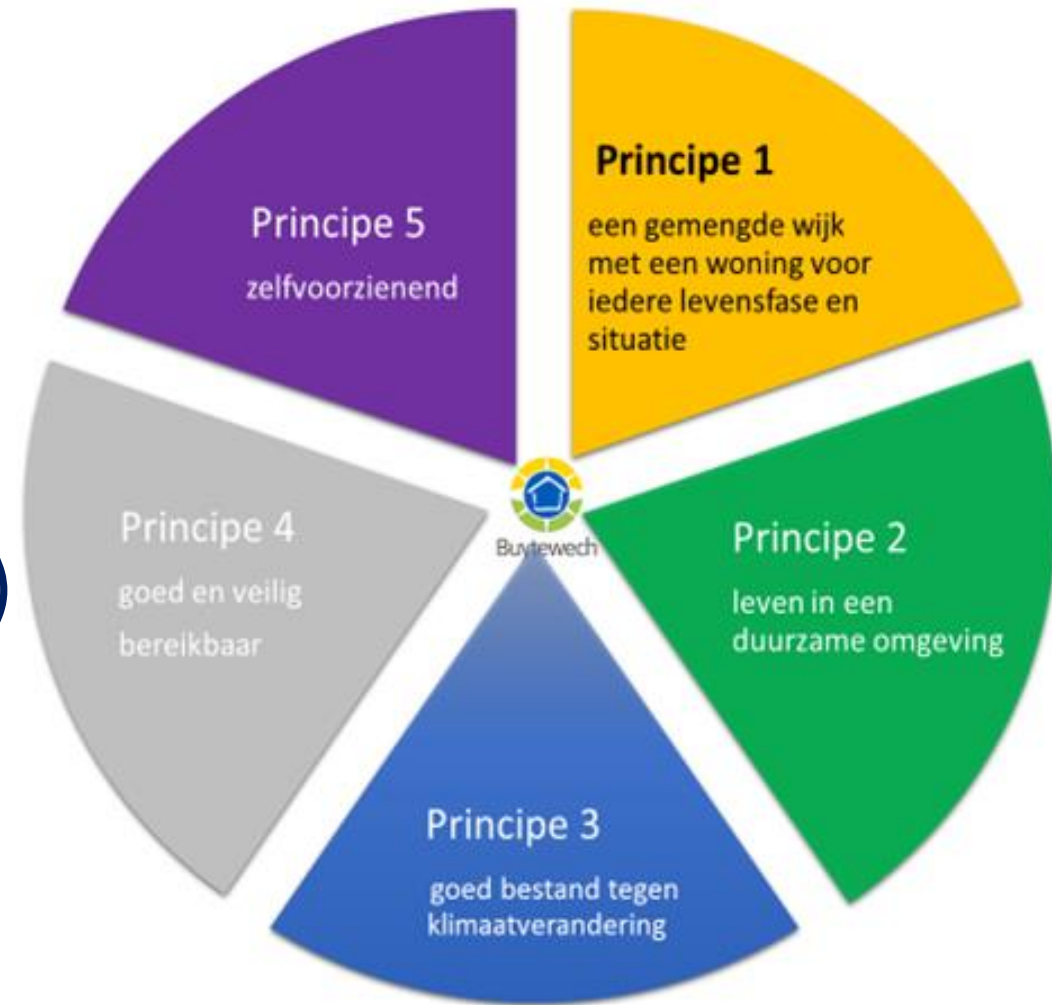 Principe 1
een gemengde wijk
met een woning voor
iedere levensfase en
situatie
Principe 2
leven in een
duurzame omgeving
Principe 3
goed bestand tegen
klimaatverandering
Principe 4
goed en veilig
bereikbaar
Principe 5
zelfvoorzienend
Buytewech